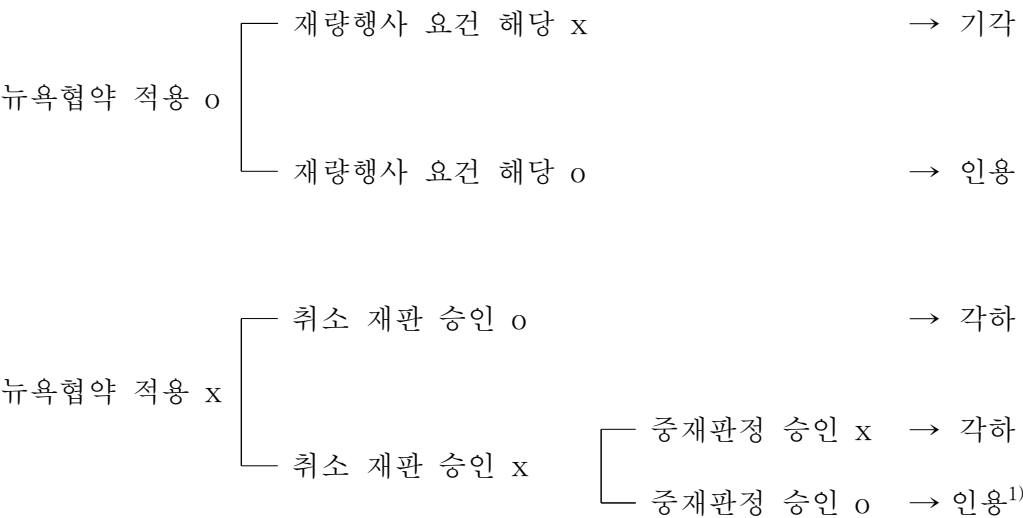 재량행사 요건 해당 x → 기각
뉴욕협약 적용 o
재량행사 요건 해당 o → 인용
취소 재판 승인 o → 각하
뉴욕협약 적용 x
중재판정 승인 x → 각하
취소 재판 승인 x
중재판정 승인 o → 인용1)